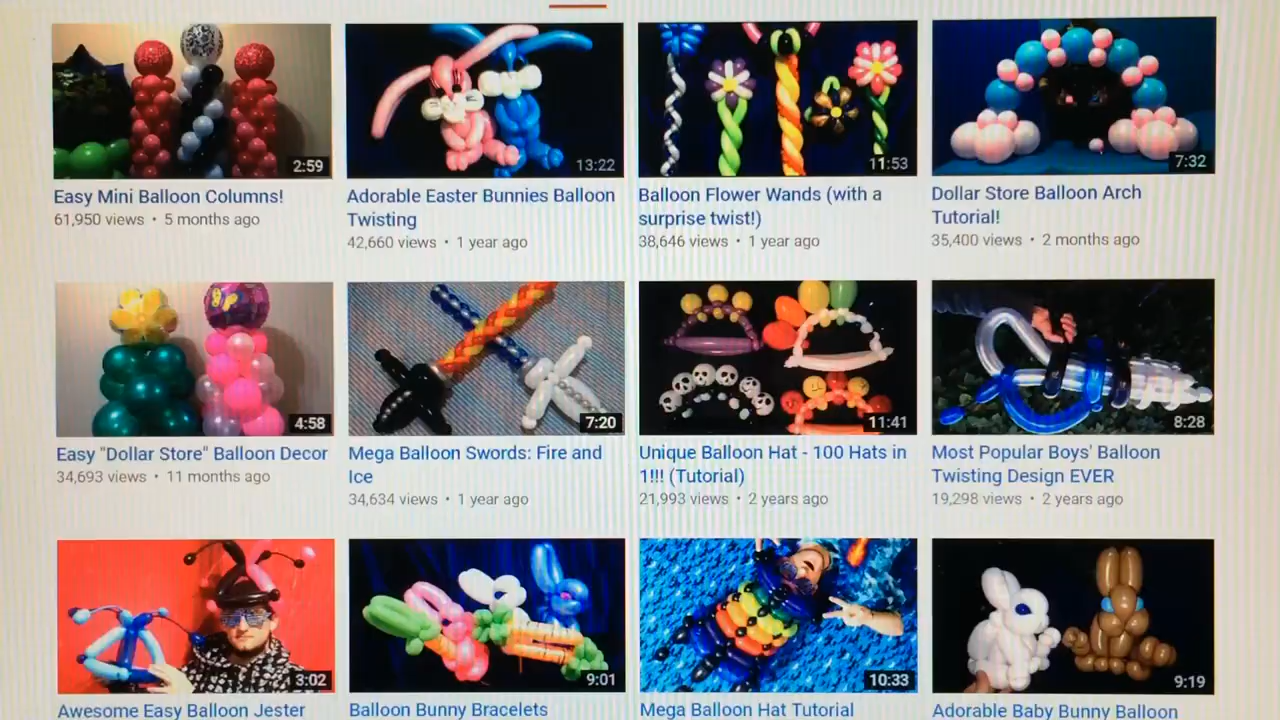 2:59
13:22
11:53
7:32
Easy Mini Balloon Columns!
61,950 views • 5 months ago
Adorable Easter Bunnies Balloon
Twisting
42,660 views • 1 year ago
Balloon Flower Wands (with a
surprise twist!)
38,646 views • 1 year ago
Dollar Store Balloon Arch
Tutorial!
35,400 views • 2 months ago
4:58
7:20
11:41
8:28
Easy "Dollar Store" Balloon Decor
34,693 views • 11 months ago
Mega Balloon Swords: Fire and
Ice
34,634 views • 1 year ago
Unique Balloon Hat - 100 Hats in
1!!! (Tutorial)
21,993 views • 2 years ago
Most Popular Boys' Balloon
Twisting Design EVER
19,298 views • 2 years ago
3:02
9:01
10:33
9:19
Awesome Easy Balloon Jester
Balloon Bunny Bracelets
Mega Balloon Hat Tutorial
Adorable Baby Bunny Balloon